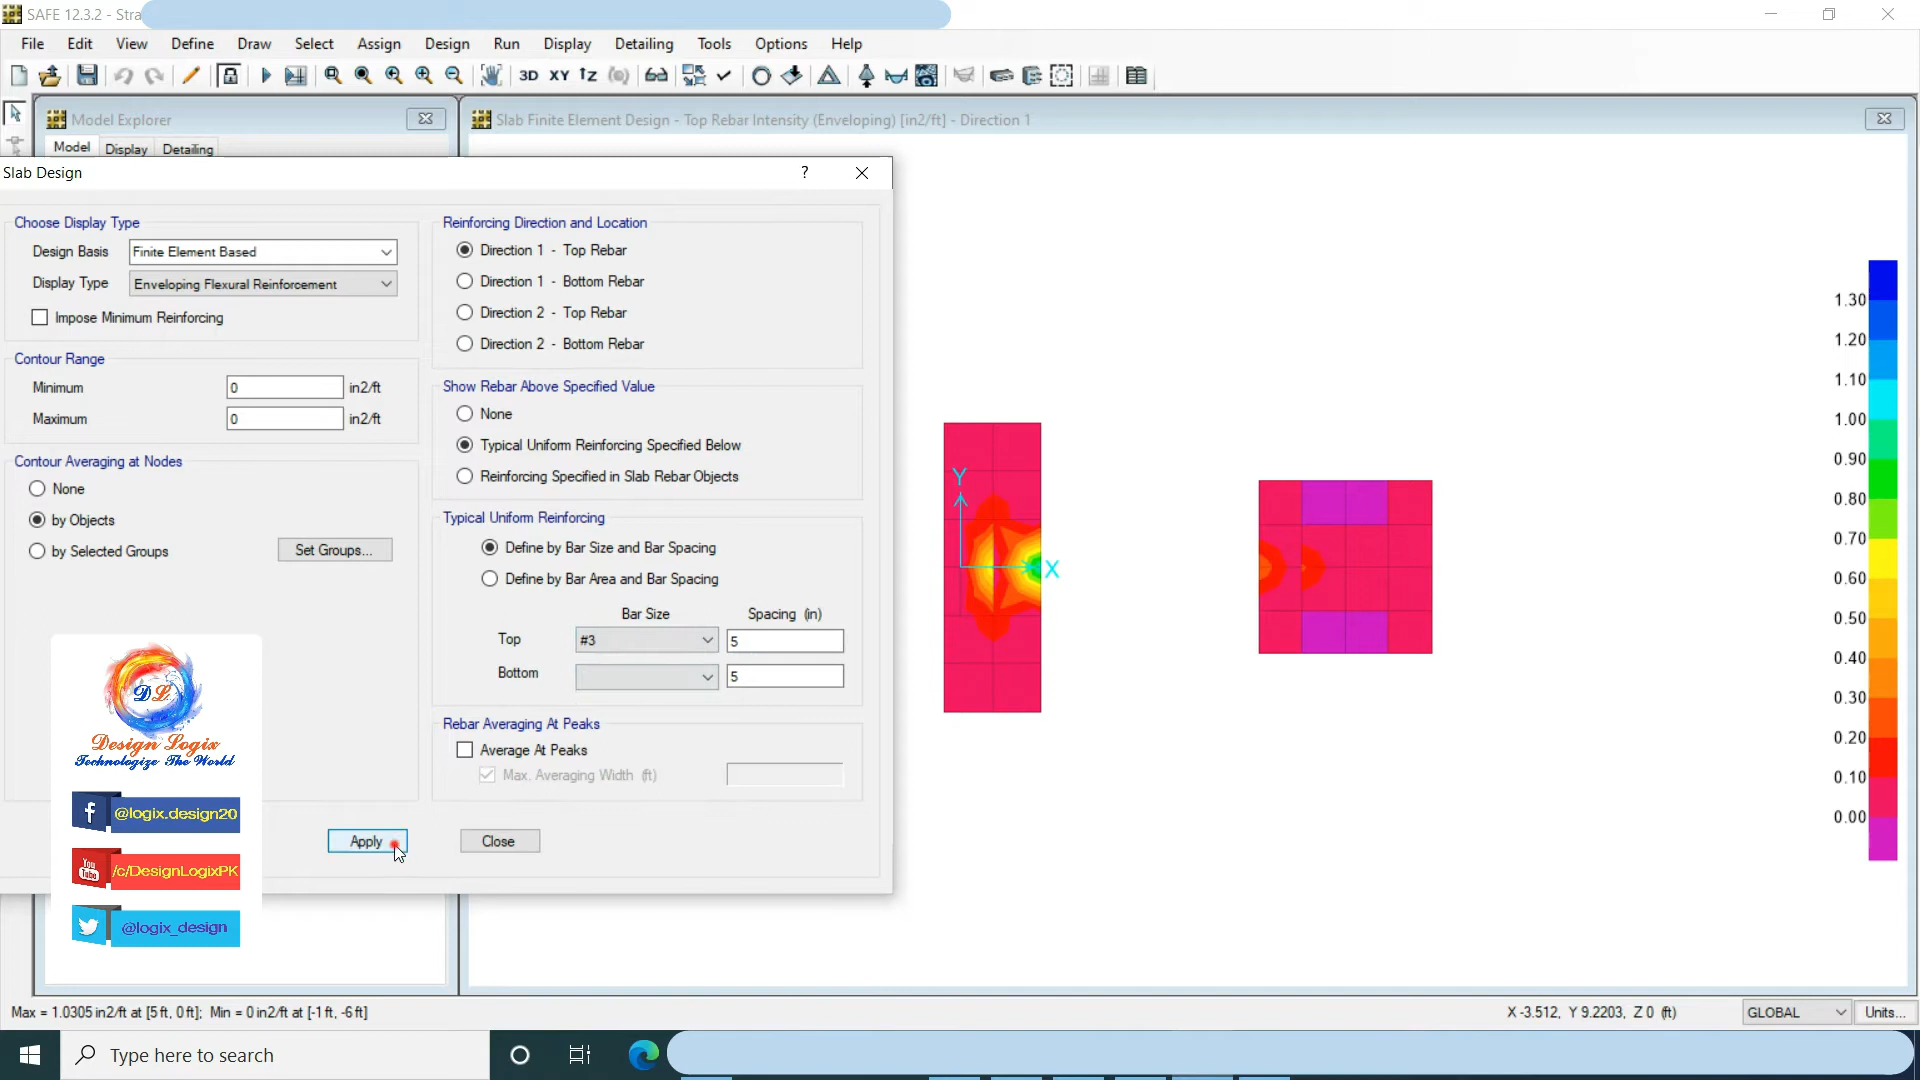 SAFE 12.3.2 - Stra
File Edit View Define Draw Select Assign Design Run Display Detailing Tools Options Help
3D XY
Model Explorer
Slab Finite Element Design - Top Rebar Intensity (Enveloping) [in2/ft] - Direction 1
Model Display Detailing
Slab Design ?
Choose Display Type
Design Basis Finite Element Based
Display Type Enveloping Flexural Reinforcement
Impose Minimum Reinforcing
Contour Range
Minimum 0 in2/ft
Maximum 0 in2/ft
Contour Averaging at Nodes
None
by Objects
by Selected Groups Set Groups...
Reinforcing Direction and Location
Direction 1 - Top Rebar
Direction 1 - Bottom Rebar
Direction 2 - Top Rebar
Direction 2 - Bottom Rebar
Show Rebar Above Specified Value
None
Typical Uniform Reinforcing Specified Below
Reinforcing Specified in Slab Rebar Objects
Typical Uniform Reinforcing
Define by Bar Size and Bar Spacing
Define by Bar Area and Bar Spacing
Bar Size Spacing (in)
Top #3 5
Bottom 5
Rebar Averaging At Peaks
Average At Peaks
Max. Averaging Width (ft)
Apply Close
DL
Design Logix
Technologize The World
f @logix.design20
You Tube /c/DesignLogixPK
@logix_design
Y
X
1.30
1.20
1.10
1.00
0.90
0.80
0.70
0.60
0.50
0.40
0.30
0.20
0.10
0.00
Max = 1.0305 in2/ft at [5 ft, 0 ft]; Min = 0 in2/ft at [-1 ft, -6 ft]
X -3.512, Y 9.2203, Z 0 (ft) GLOBAL Units...
Type here to search